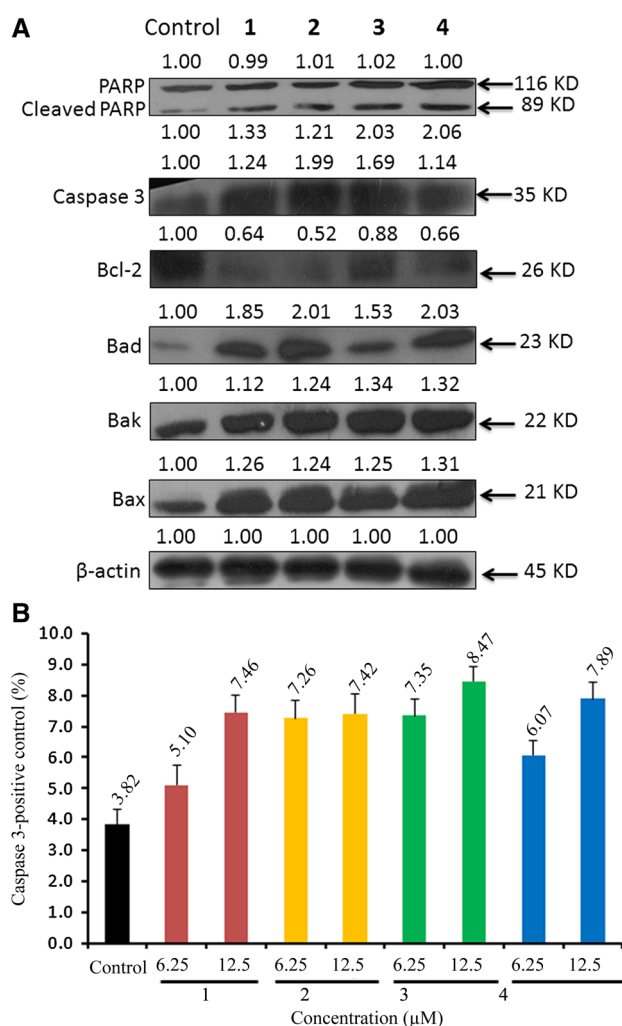 A
Control 1 2 3 4
1.00 0.99 1.01 1.02 1.00
PARP 116 KD
Cleaved PARP 89 KD
1.00 1.33 1.21 2.03 2.06
1.00 1.24 1.99 1.69 1.14
Caspase 3 35 KD
1.00 0.64 0.52 0.88 0.66
Bcl-2 26 KD
1.00 1.85 2.01 1.53 2.03
Bad 23 KD
1.00 1.12 1.24 1.34 1.32
Bak 22 KD
1.00 1.26 1.24 1.25 1.31
Bax 21 KD
1.00 1.00 1.00 1.00 1.00
β-actin 45 KD
B
Caspase 3-positive control (%)
10.0
9.0
8.0
7.0
6.0
5.0
4.0
3.0
2.0
1.0
0.0
3.82 5.10 7.46 7.26 7.42 7.35 8.47 6.07 7.89
Control 6.25 12.5 6.25 12.5 6.25 12.5 6.25 12.5
1 2 3 4
Concentration (µM)